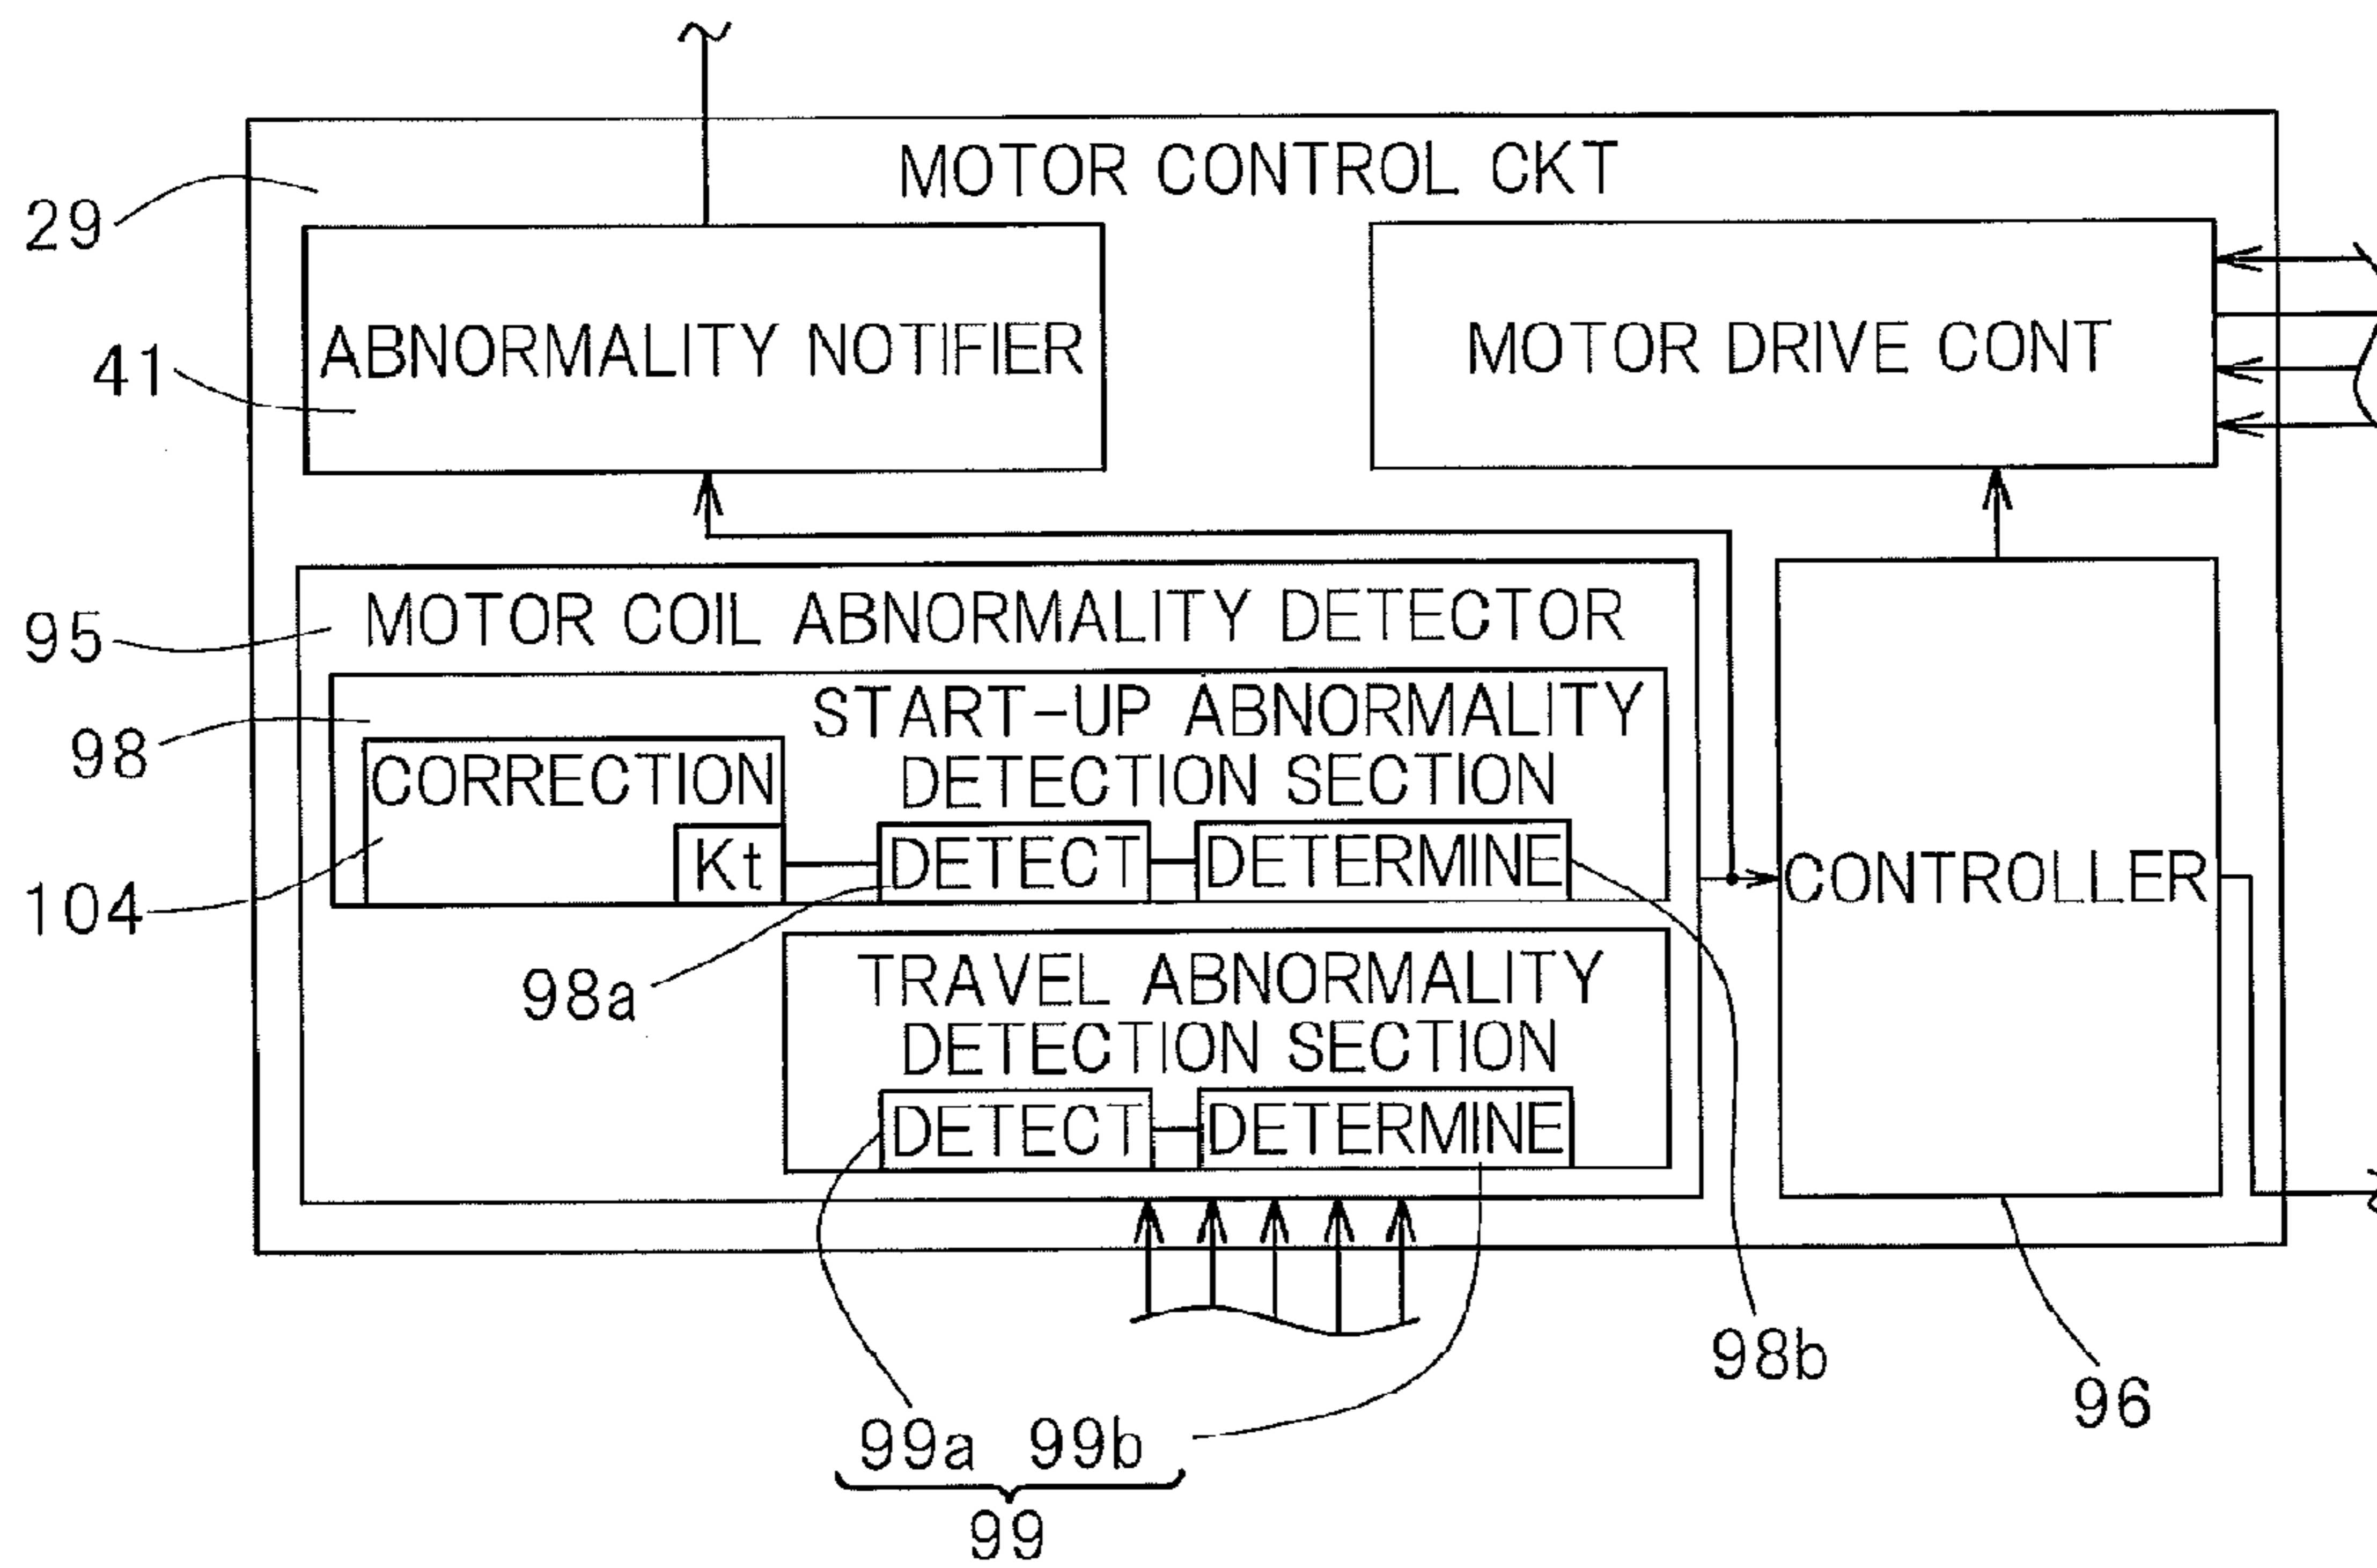 MOTOR CONTROL CKT
29
ABNORMALITY NOTIFIER
41
MOTOR DRIVE CONT
95
MOTOR COIL ABNORMALITY DETECTOR
98
START-UP ABNORMALITY
DETECTION SECTION
CORRECTION
Kt
DETECT
DETERMINE
104
CONTROLLER
98a
TRAVEL ABNORMALITY
DETECTION SECTION
DETECT
DETERMINE
98b
96
99a 99b
99